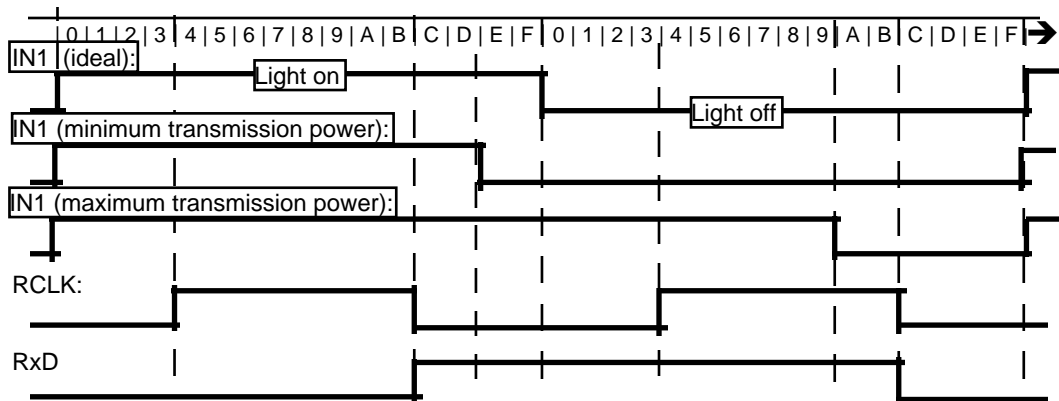 | 0 | 1 | 2 | 3 | 4 | 5 | 6 | 7 | 8 | 9 | A | B | C | D | E | F | 0 | 1 | 2 | 3 | 4 | 5 | 6 | 7 | 8 | 9 | A | B | C | D | E | F |
IN1 (ideal):
Light on
Light off
IN1 (minimum transmission power):
IN1 (maximum transmission power):
RCLK:
RxD